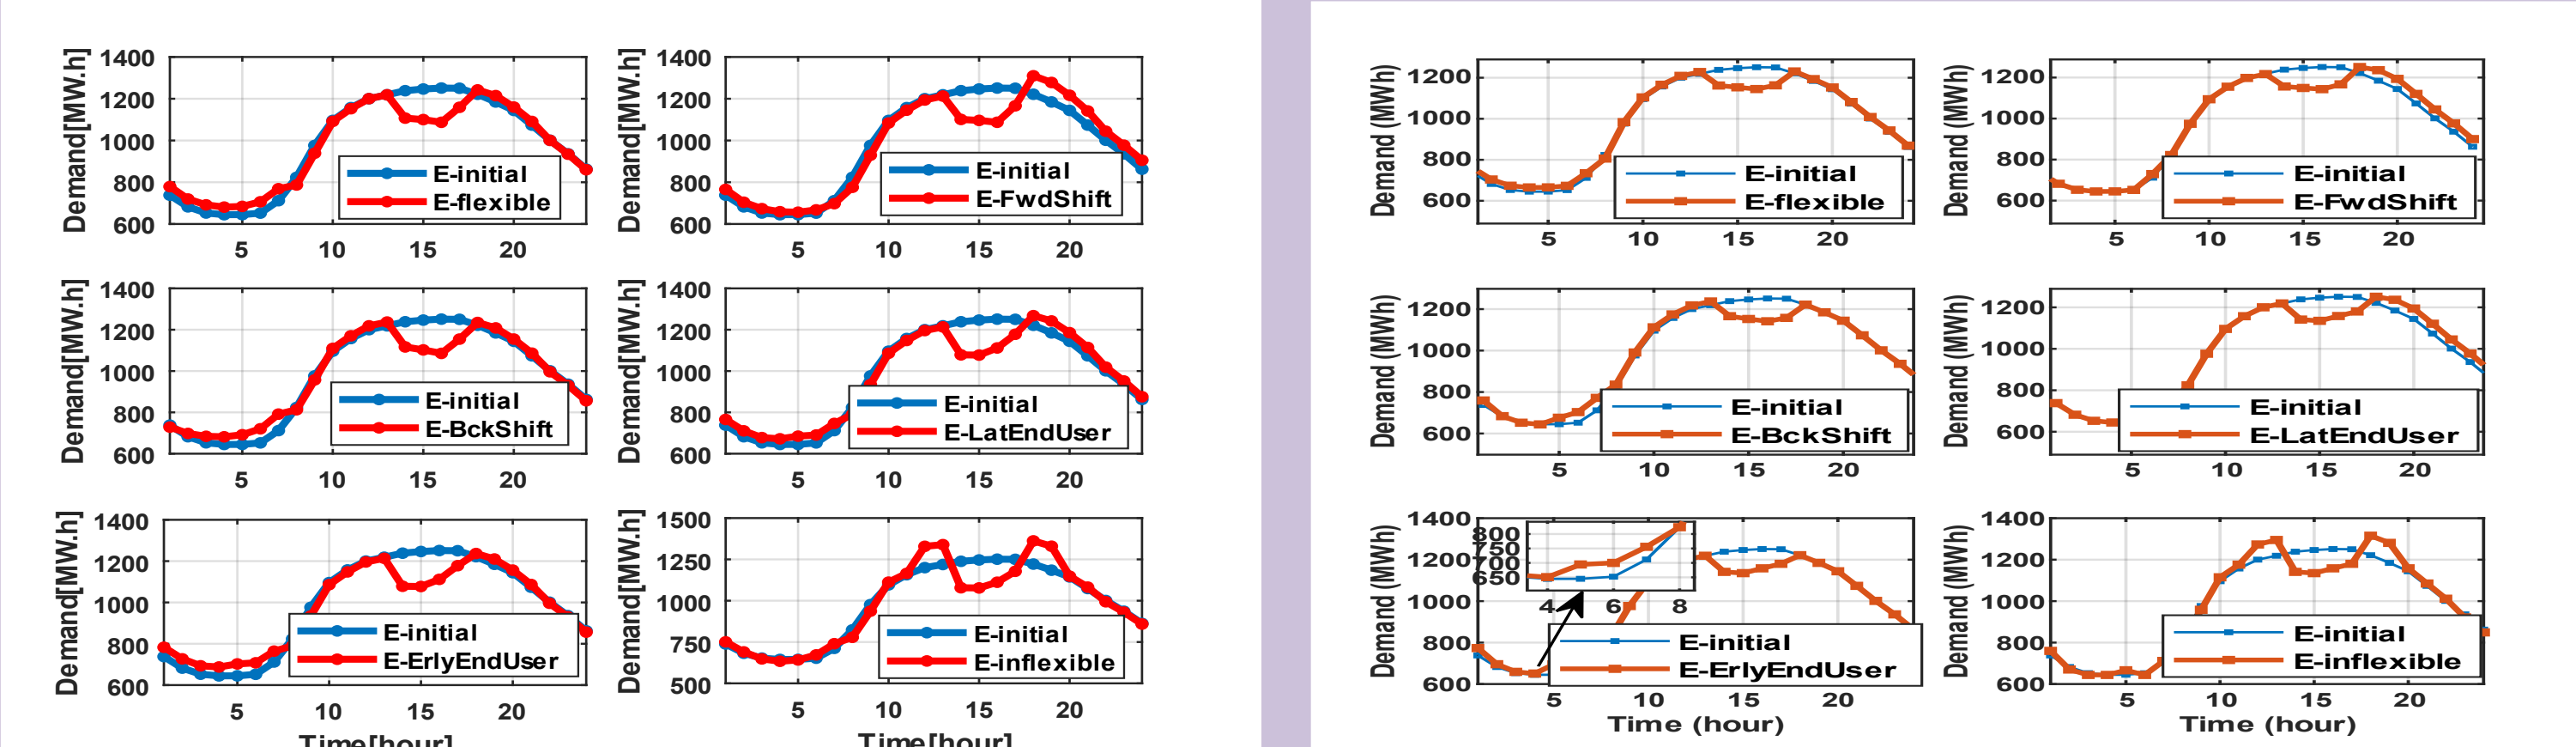 Demand[MW.h]
1400
1200
1000
800
600
5 10 15 20
E-initial
E-flexible
Demand[MW.h]
1400
1200
1000
800
600
5 10 15 20
E-initial
E-FwdShift
Demand[MW.h]
1400
1200
1000
800
600
5 10 15 20
E-initial
E-BckShift
Demand[MW.h]
1400
1200
1000
800
600
5 10 15 20
E-initial
E-LatEndUser
Demand[MW.h]
1400
1200
1000
800
600
5 10 15 20
E-initial
E-ErlyEndUser
Time[hour]
Demand[MW.h]
1500
1250
1000
750
500
5 10 15 20
E-initial
E-inflexible
Time[hour]
Demand (MWh)
1200
1000
800
600
5 10 15 20
E-initial
E-flexible
Demand (MWh)
1200
1000
800
600
5 10 15 20
E-initial
E-FwdShift
Demand (MWh)
1200
1000
800
600
5 10 15 20
E-initial
E-BckShift
Demand (MWh)
1200
1000
800
600
5 10 15 20
E-initial
E-LatEndUser
Demand (MWh)
1400
1200
1000
800
600
800
750
700
650
4 6 8
5 10 15 20
E-initial
E-ErlyEndUser
Time (hour)
Demand (MWh)
1400
1200
1000
800
600
5 10 15 20
E-initial
E-inflexible
Time (hour)